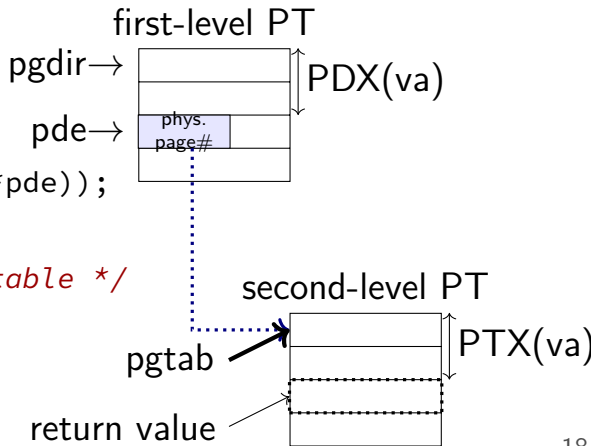 first-level PT
pgdir→
PDX(va)
pde→
phys.
page#
pde));
table */
second-level PT
PTX(va)
pgtab
return value
18